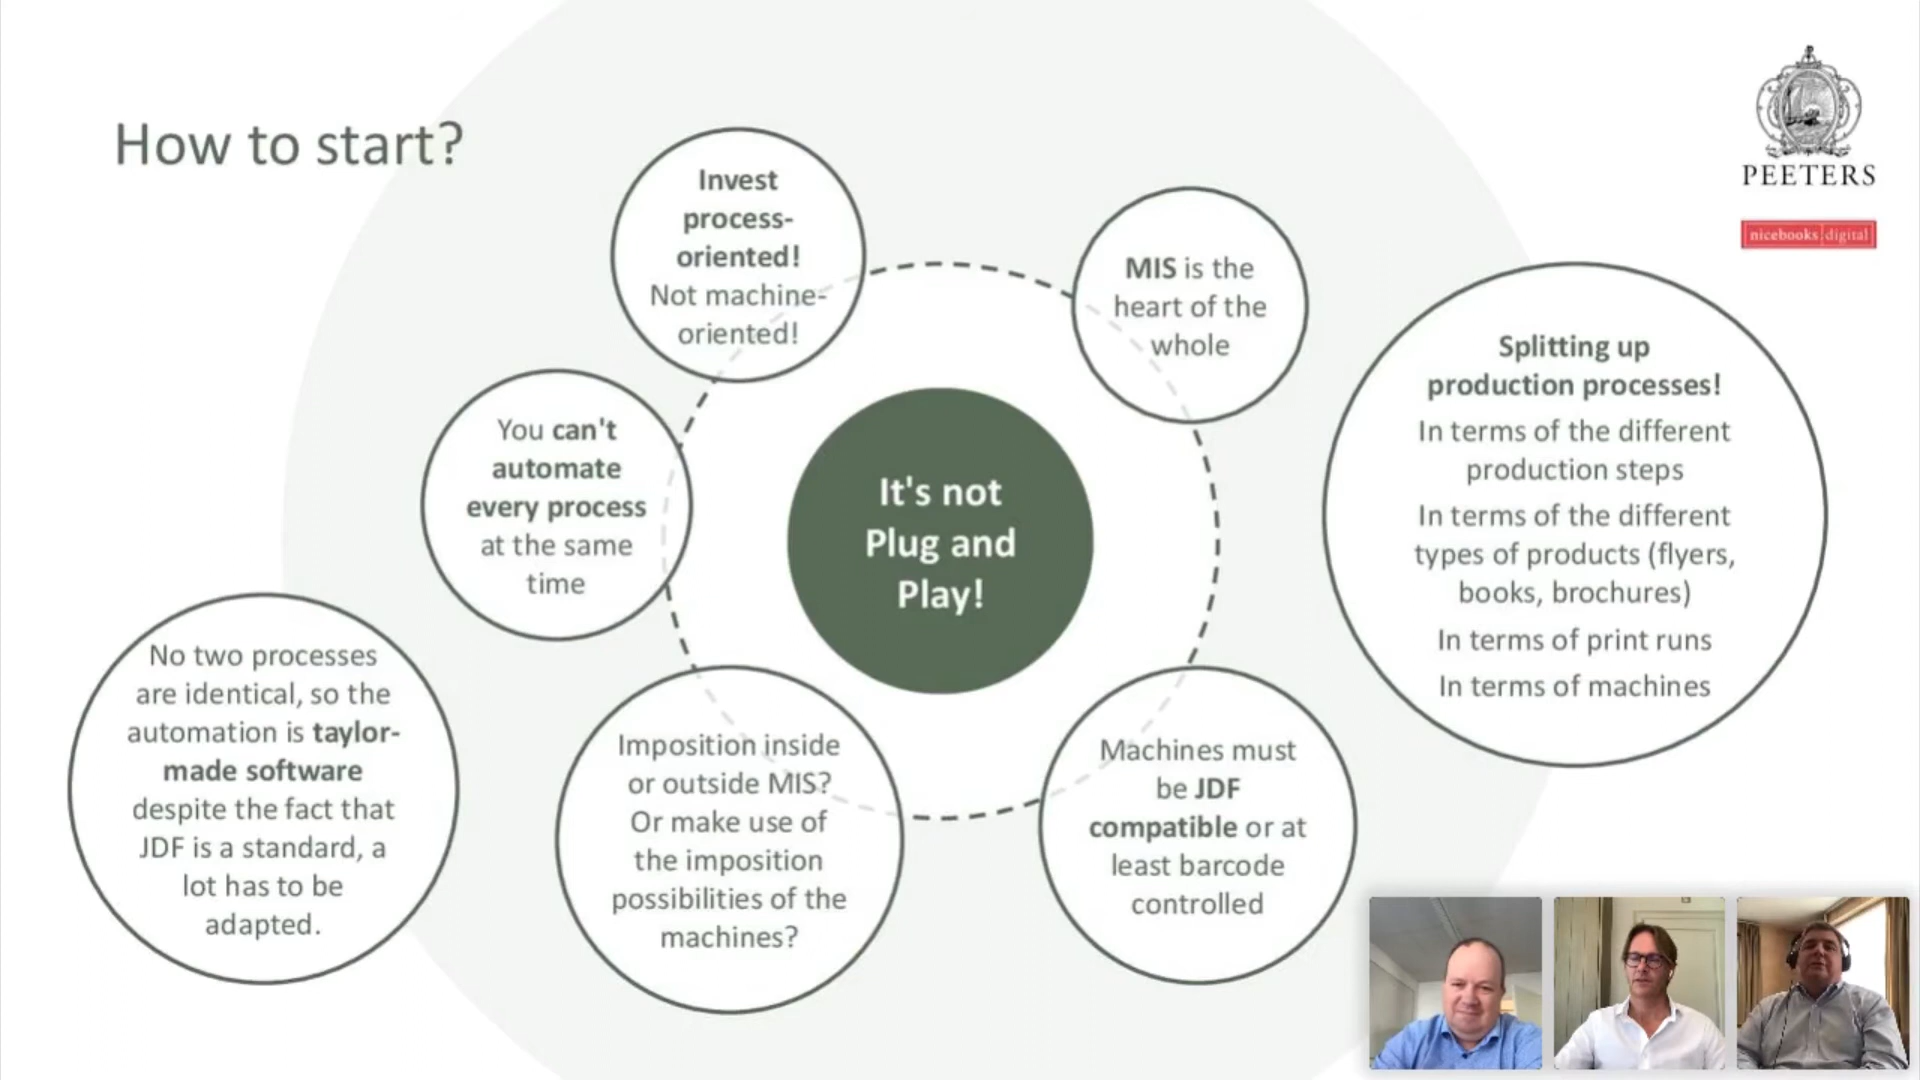 How to start?
PEETERS
nicebooks digital
Invest
process-
oriented!
Not machine-
oriented!
MIS is the
heart of the
whole
Splitting up
production processes!
In terms of the different
production steps
In terms of the different
types of products (flyers,
books, brochures)
In terms of print runs
In terms of machines
You can't
automate
every process
at the same
time
It's not
Plug and
Play!
No two processes
are identical, so the
automation is taylor-
made software
despite the fact that
JDF is a standard, a
lot has to be
adapted.
Imposition inside
or outside MIS?
Or make use of
the imposition
possibilities of the
machines?
Machines must
be JDF
compatible or at
least barcode
controlled